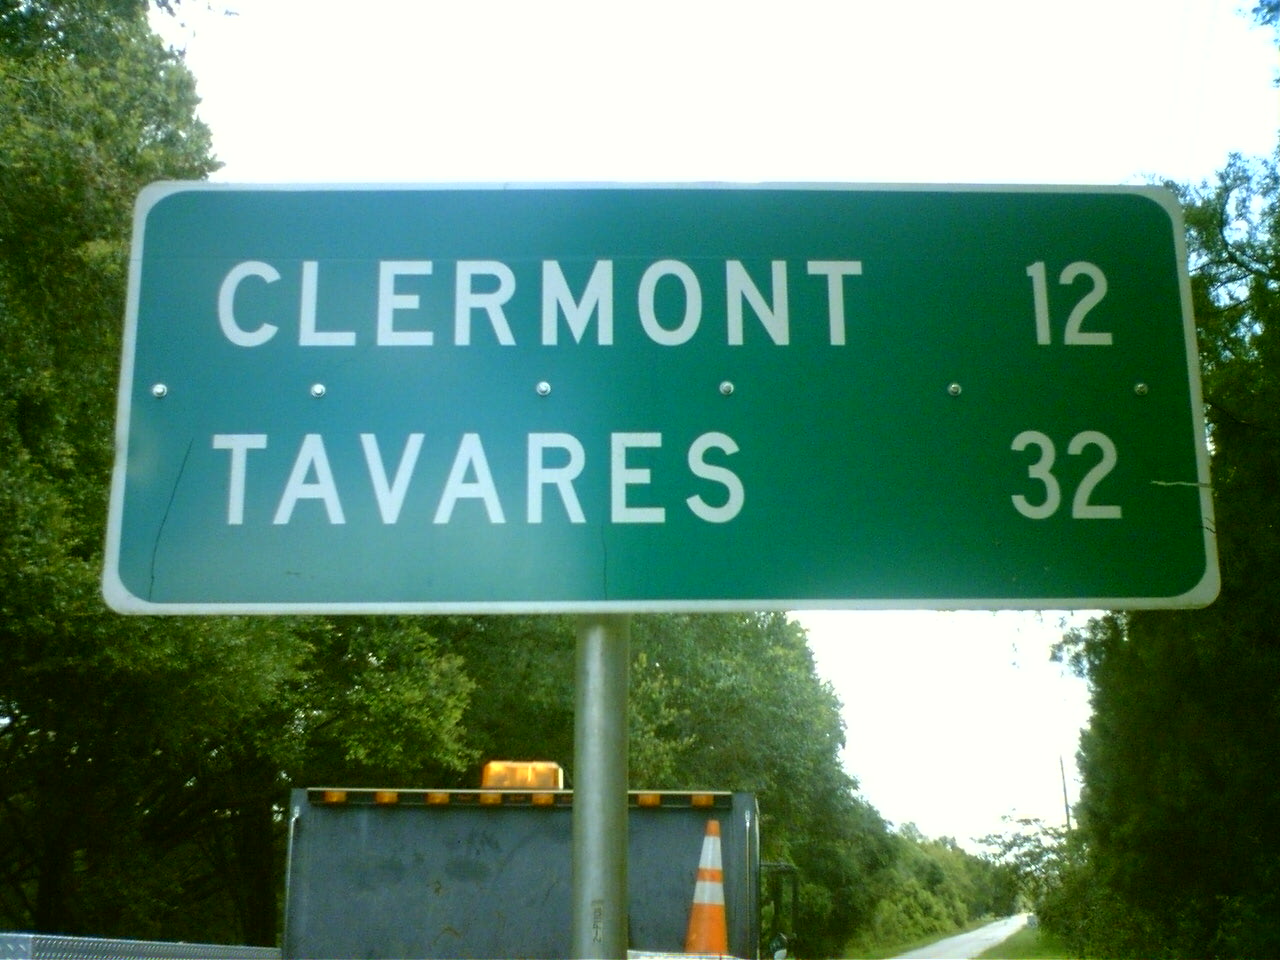 CLERMONT 12
TAVARES 32